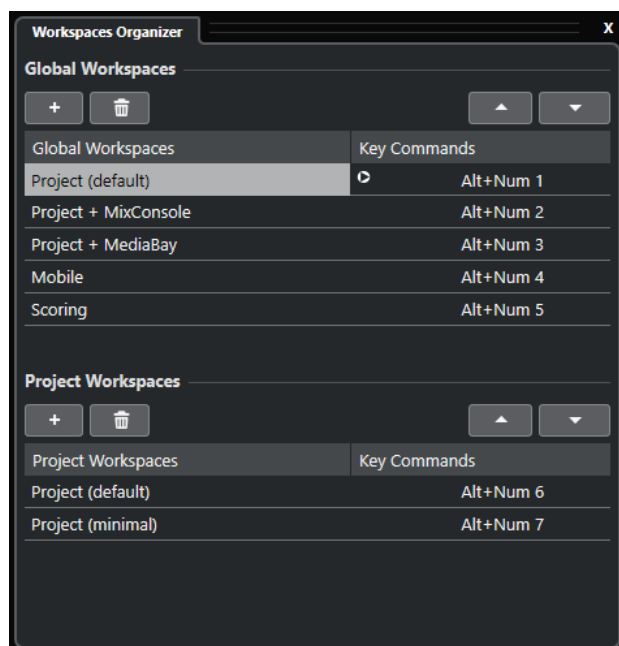 Workspaces Organizer x
Global Workspaces
+
Global Workspaces Key Commands
Project (default) Alt+Num 1
Project + MixConsole Alt+Num 2
Project + MediaBay Alt+Num 3
Mobile Alt+Num 4
Scoring Alt+Num 5
Project Workspaces
+
Project Workspaces Key Commands
Project (default) Alt+Num 6
Project (minimal) Alt+Num 7